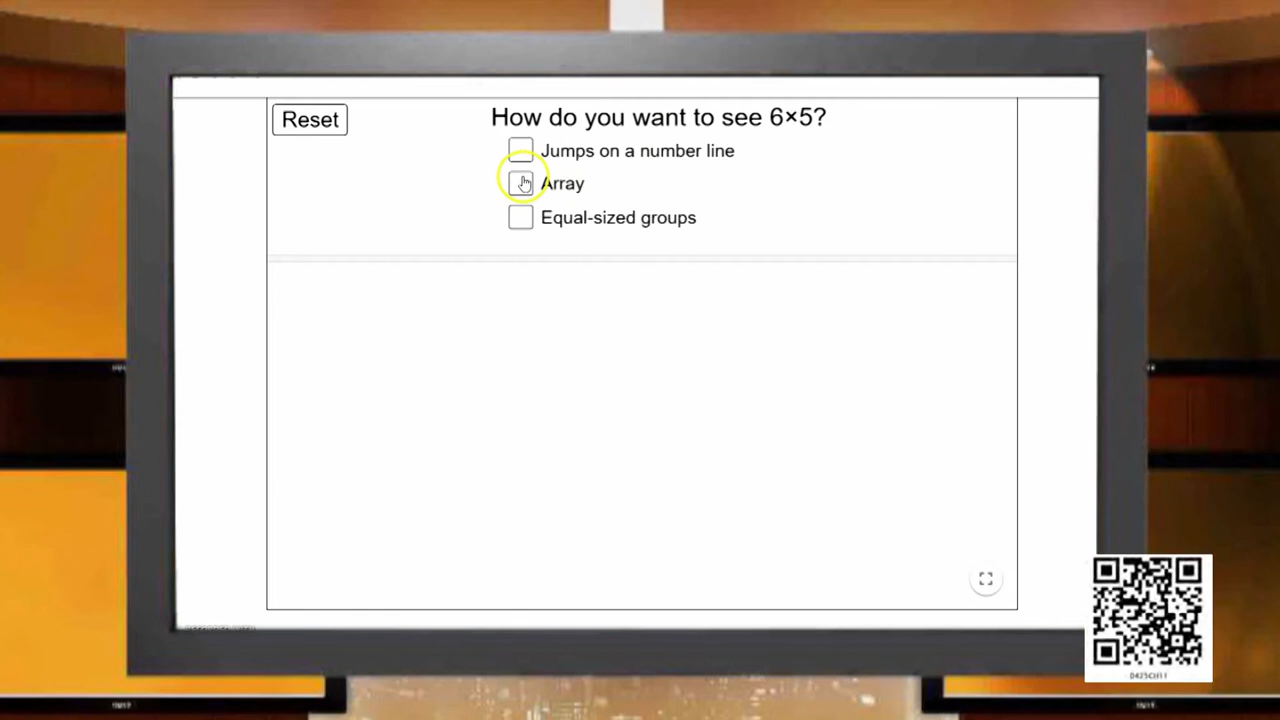 Reset
How do you want to see 6×5?
Jumps on a number line
Array
Equal-sized groups